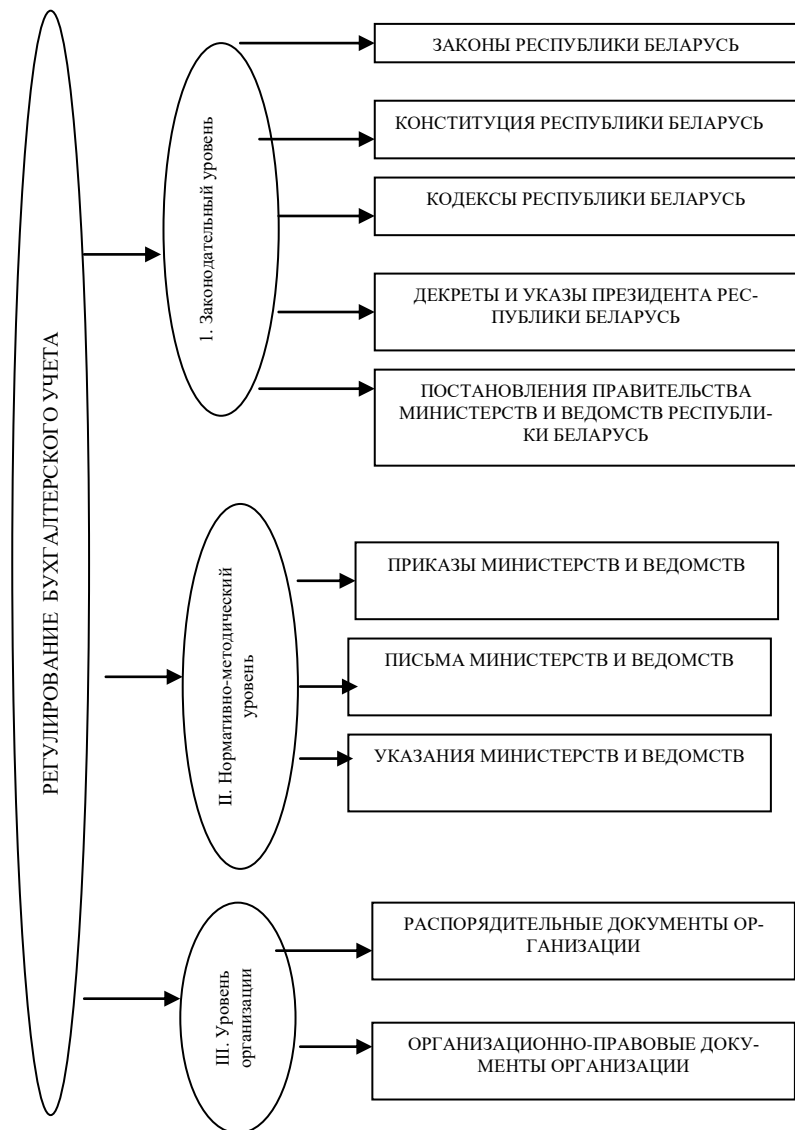 РЕГУЛИРОВАНИЕ БУХГАЛТЕРСКОГО УЧЕТА
1. Законодательный уровень
ЗАКОНЫ РЕСПУБЛИКИ БЕЛАРУСЬ
КОНСТИТУЦИЯ РЕСПУБЛИКИ БЕЛАРУСЬ
КОДЕКСЫ РЕСПУБЛИКИ БЕЛАРУСЬ
ДЕКРЕТЫ И УКАЗЫ ПРЕЗИДЕНТА РЕС-
ПУБЛИКИ БЕЛАРУСЬ
ПОСТАНОВЛЕНИЯ ПРАВИТЕЛЬСТВА
МИНИСТЕРСТВ И ВЕДОМСТВ РЕСПУБЛИ-
КИ БЕЛАРУСЬ
II. Нормативно-методический
уровень
ПРИКАЗЫ МИНИСТЕРСТВ И ВЕДОМСТВ
ПИСЬМА МИНИСТЕРСТВ И ВЕДОМСТВ
УКАЗАНИЯ МИНИСТЕРСТВ И ВЕДОМСТВ
III. Уровень
организации
РАСПОРЯДИТЕЛЬНЫЕ ДОКУМЕНТЫ ОР-
ГАНИЗАЦИИ
ОРГАНИЗАЦИОННО-ПРАВОВЫЕ ДОКУ-
МЕНТЫ ОРГАНИЗАЦИИ